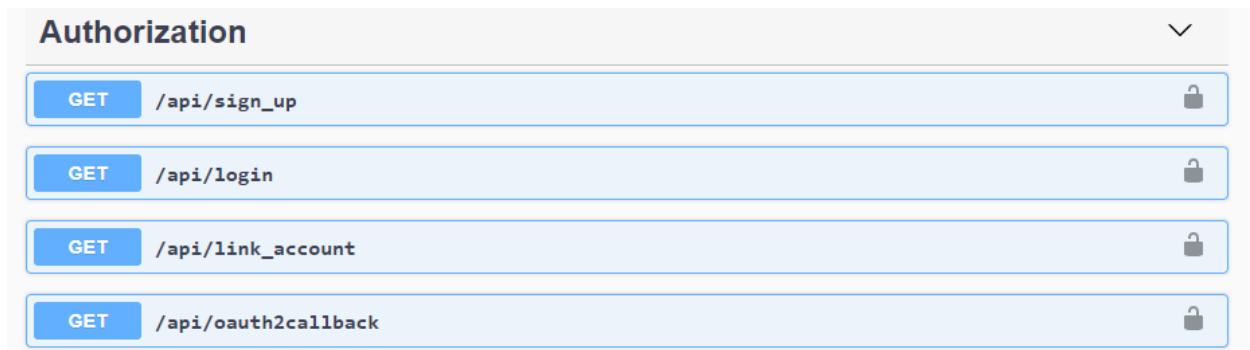 Authorization
GET /api/sign_up
GET /api/login
GET /api/link_account
GET /api/oauth2callback